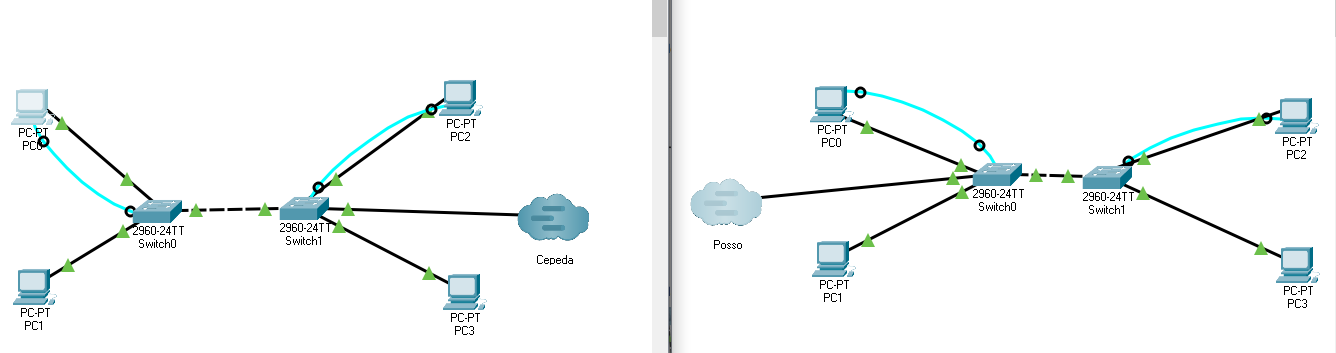 PC-PT
PC0
2960-24TT
Switch0
PC-PT
PC1
2960-24TT
Switch1
PC-PT
PC2
Cepeda
PC-PT
PC3
PC-PT
PC0
Posso
2960-24TT
Switch0
PC-PT
PC1
2960-24TT
Switch1
PC-PT
PC2
PC-PT
PC3